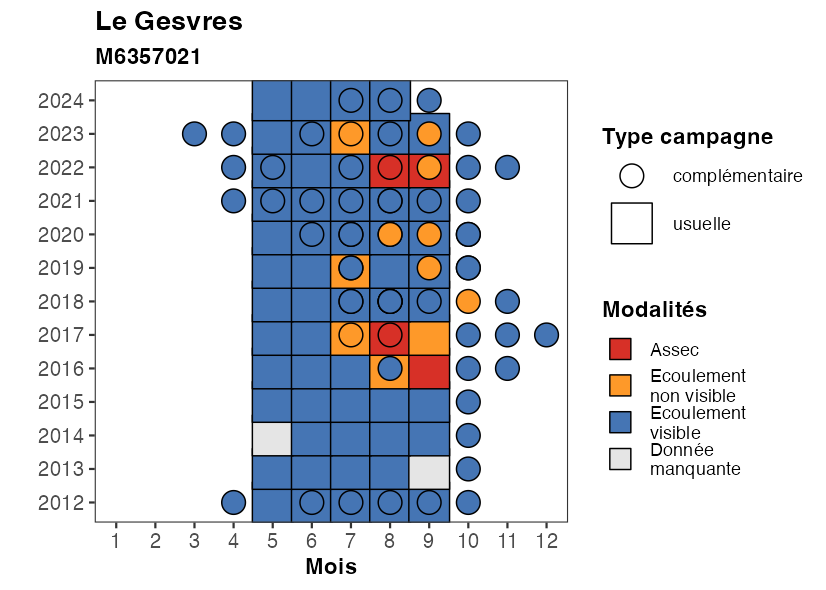 Le Gesvres
M6357021
2024
2023
2022
2021
2020
2019
2018
2017
2016
2015
2014
2013
2012
1 2 3 4 5 6 7 8 9 10 11 12
Mois
Type campagne
complémentaire
usuelle
Modalités
Assec
Ecoulement
non visible
Ecoulement
visible
Donnée
manquante